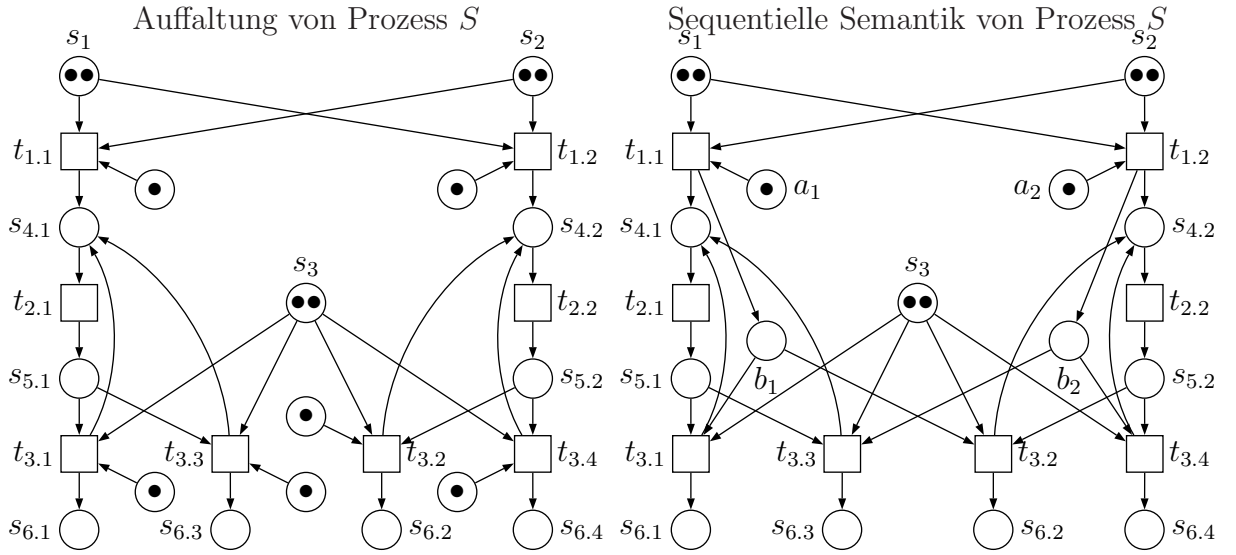 Auffaltung von Prozess S Sequentielle Semantik von Prozess S
s₁ s₂ s₁ s₂
t₁.₁ t₁.₂ t₁.₁ t₁.₂
a₁ a₂
s₄.₁ s₄.₂ s₄.₁ s₄.₂
s₃ s₃
t₂.₁ t₂.₂ t₂.₁ t₂.₂
s₅.₁ s₅.₂ s₅.₁ b₁ b₂ s₅.₂
t₃.₁ t₃.₃ t₃.₂ t₃.₄ t₃.₁ t₃.₃ t₃.₂ t₃.₄
s₆.₁ s₆.₃ s₆.₂ s₆.₄ s₆.₁ s₆.₃ s₆.₂ s₆.₄